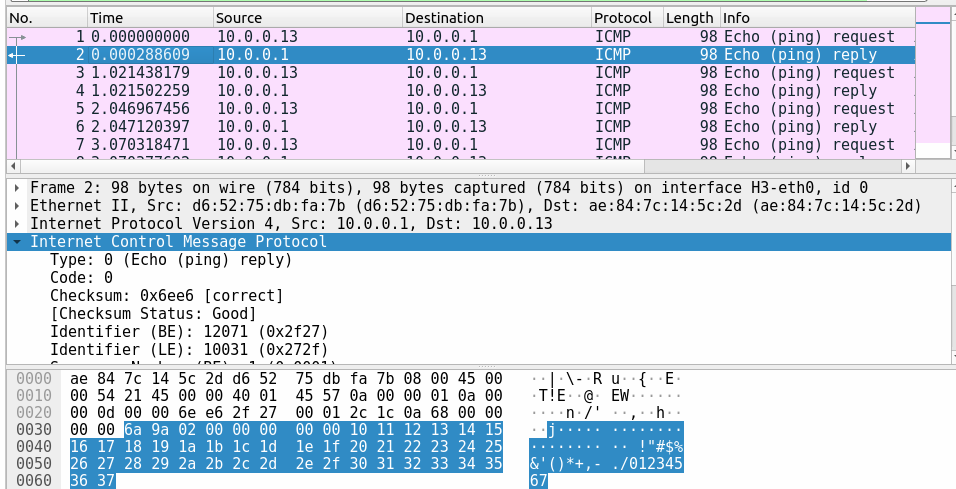 No. Time Source Destination Protocol Length Info
1 0.000000000 10.0.0.13 10.0.0.1 ICMP 98 Echo (ping) request
2 0.000288609 10.0.0.1 10.0.0.13 ICMP 98 Echo (ping) reply
3 1.021438179 10.0.0.13 10.0.0.1 ICMP 98 Echo (ping) request
4 1.021502259 10.0.0.1 10.0.0.13 ICMP 98 Echo (ping) reply
5 2.046967456 10.0.0.13 10.0.0.1 ICMP 98 Echo (ping) request
6 2.047120397 10.0.0.1 10.0.0.13 ICMP 98 Echo (ping) reply
7 3.070318471 10.0.0.13 10.0.0.1 ICMP 98 Echo (ping) request
Frame 2: 98 bytes on wire (784 bits), 98 bytes captured (784 bits) on interface H3-eth0, id 0
Ethernet II, Src: d6:52:75:db:fa:7b (d6:52:75:db:fa:7b), Dst: ae:84:7c:14:5c:2d (ae:84:7c:14:5c:2d)
Internet Protocol Version 4, Src: 10.0.0.1, Dst: 10.0.0.13
Internet Control Message Protocol
Type: 0 (Echo (ping) reply)
Code: 0
Checksum: 0x6ee6 [correct]
[Checksum Status: Good]
Identifier (BE): 12071 (0x2f27)
Identifier (LE): 10031 (0x272f)
0000 ae 84 7c 14 5c 2d d6 52 75 db fa 7b 08 00 45 00 ··|·\-·R u··{··E·
0010 00 54 21 45 00 00 40 01 45 57 0a 00 00 01 0a 00 ·T!E··@· EW······
0020 00 0d 00 00 6e e6 2f 27 00 01 2c 1c 0a 68 00 00 ····n·/' ··,··h··
0030 00 00 6a 9a 02 00 00 00 00 00 10 11 12 13 14 15 ··j····· ········
0040 16 17 18 19 1a 1b 1c 1d 1e 1f 20 21 22 23 24 25 ········ ·· !"#$%
0050 26 27 28 29 2a 2b 2c 2d 2e 2f 30 31 32 33 34 35 &'()*+,- ./012345
0060 36 37 67